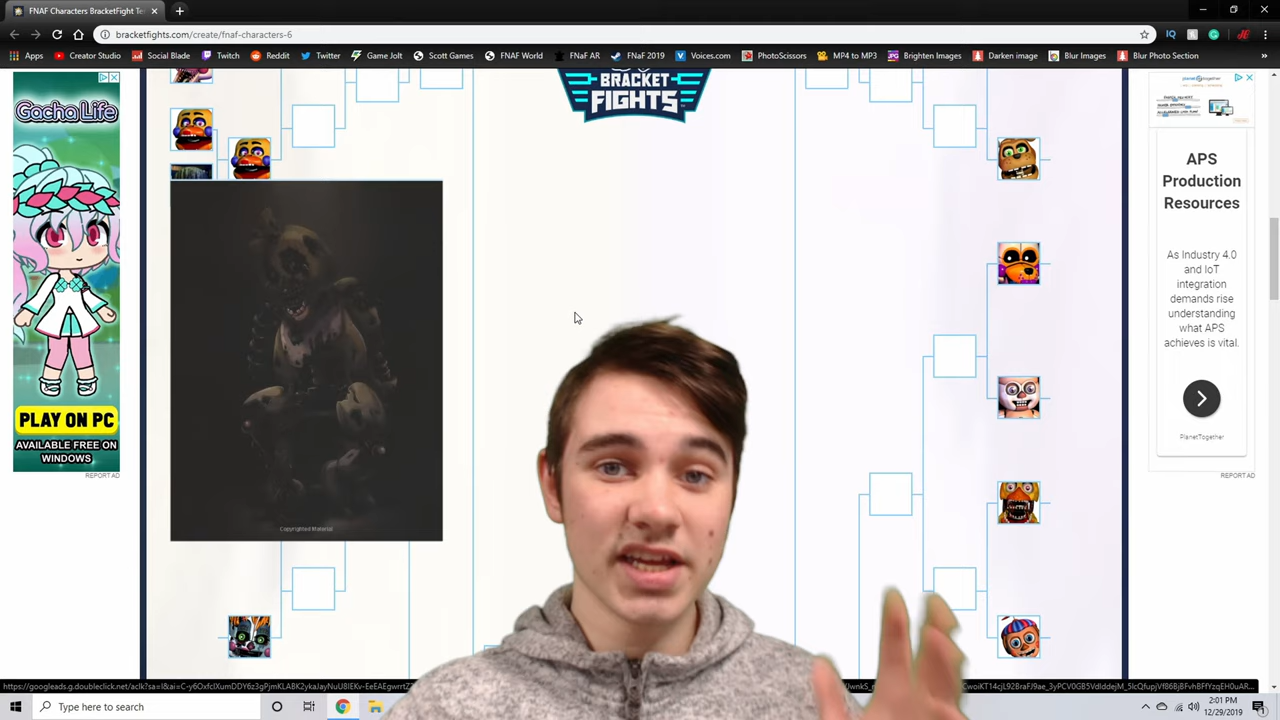 FNAF Characters BracketFight Te
bracketfights.com/create/fnaf-characters-6
Apps
Creator Studio
Social Blade
Twitch
Reddit
Twitter
Game Jolt
Scott Games
FNAF World
FNaF AR
FNaF 2019
Voices.com
PhotoScissors
MP4 to MP3
Brighten Images
Darken image
Blur Images
Blur Photo Section
»
Gacha Life
PLAY ON PC
AVAILABLE FREE ON
WINDOWS
REPORT AD
BRACKET
FIGHTS
Copyrighted Material
APS
Production
Resources
As Industry 4.0
and IoT
integration
demands rise
understanding
what APS
achieves is vital.
PlanetTogether
REPORT AD
Type here to search
2:01 PM
12/29/2019